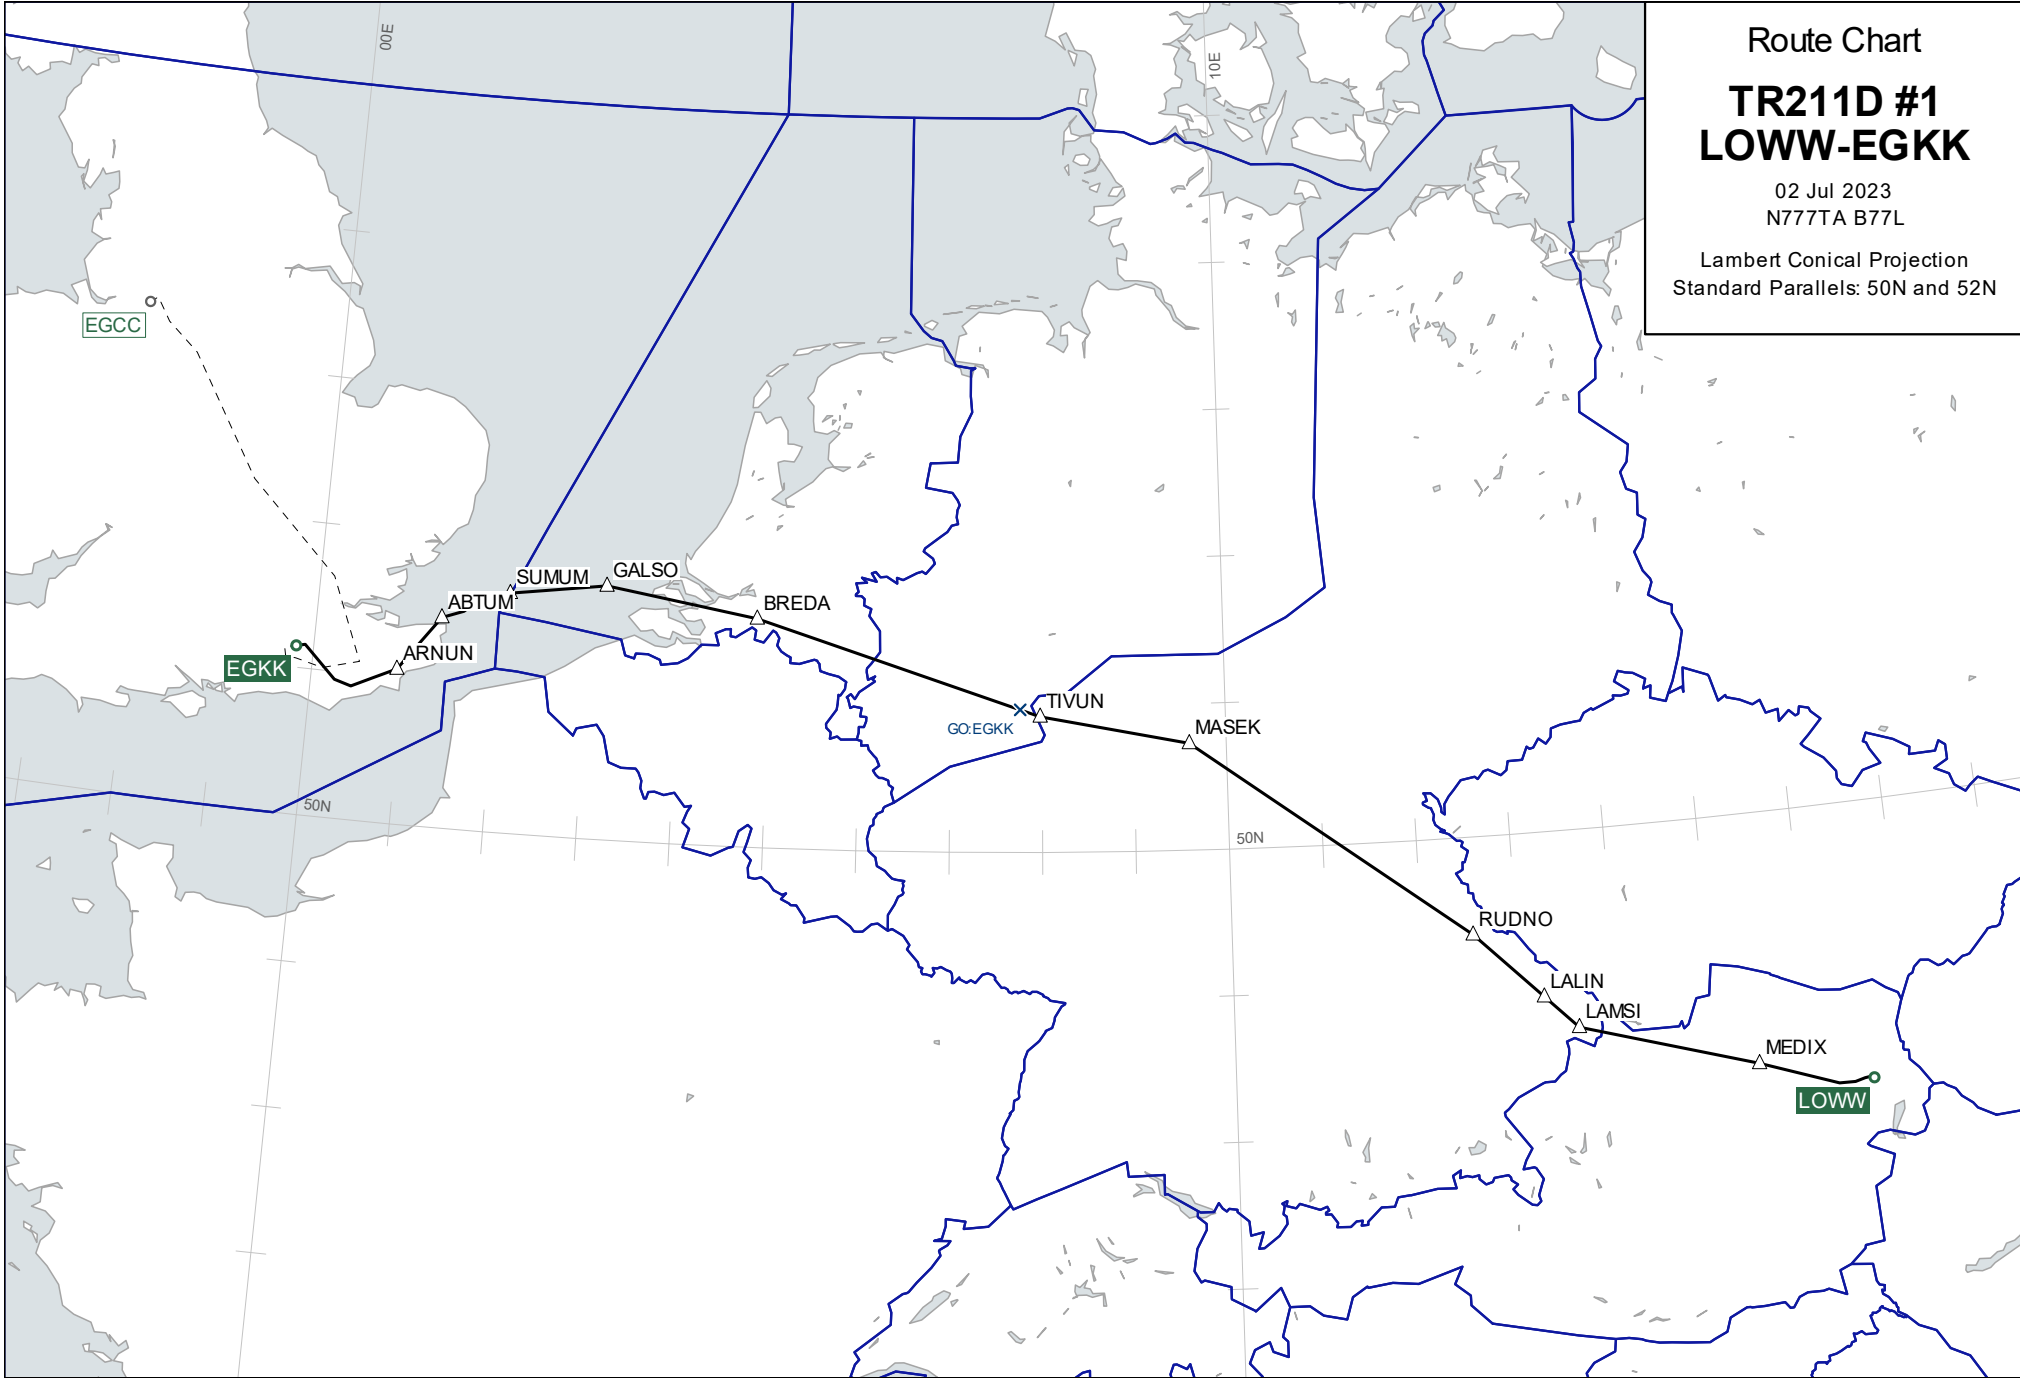 Route Chart
TR211D #1
LOWW-EGKK
02 Jul 2023
N777TA B77L
Lambert Conical Projection
Standard Parallels: 50N and 52N
00E
10E
EGCC
SUMUM
GALSO
ABTUM
BREDA
ARNUN
EGKK
TIVUN
GO:EGKK
MASEK
50N
50N
RUDNO
LALIN
LAMSI
MEDIX
LOWW